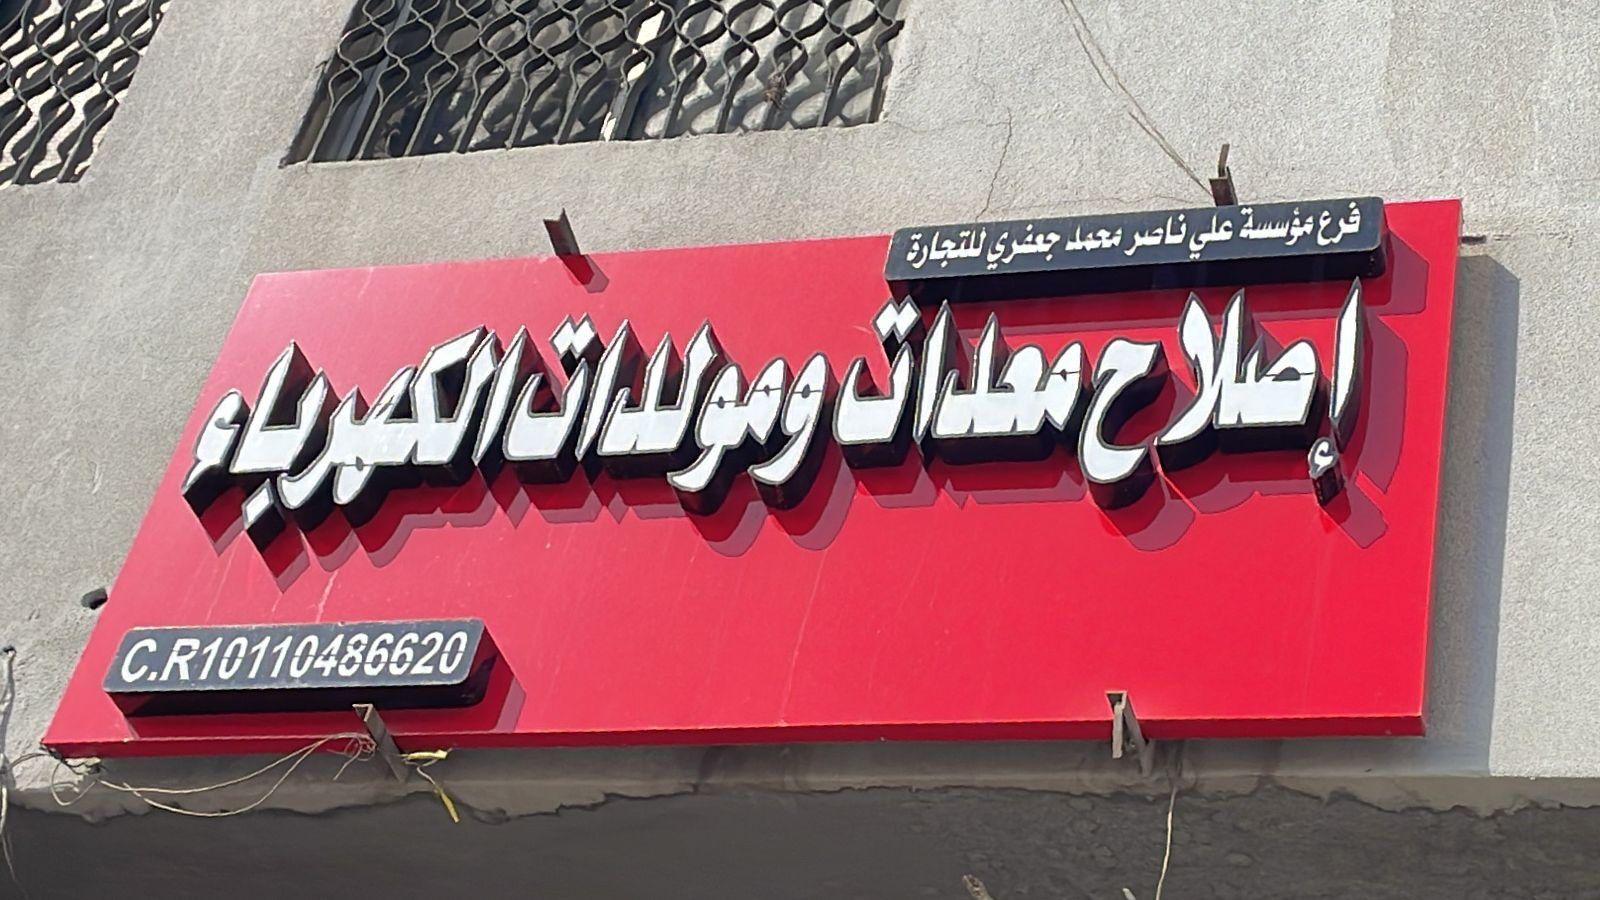 فرع مؤسسة علي ناصر محمد جعفري للتجارة
إصلاح معدات ومولدات الكهرباء
C.R10110486620